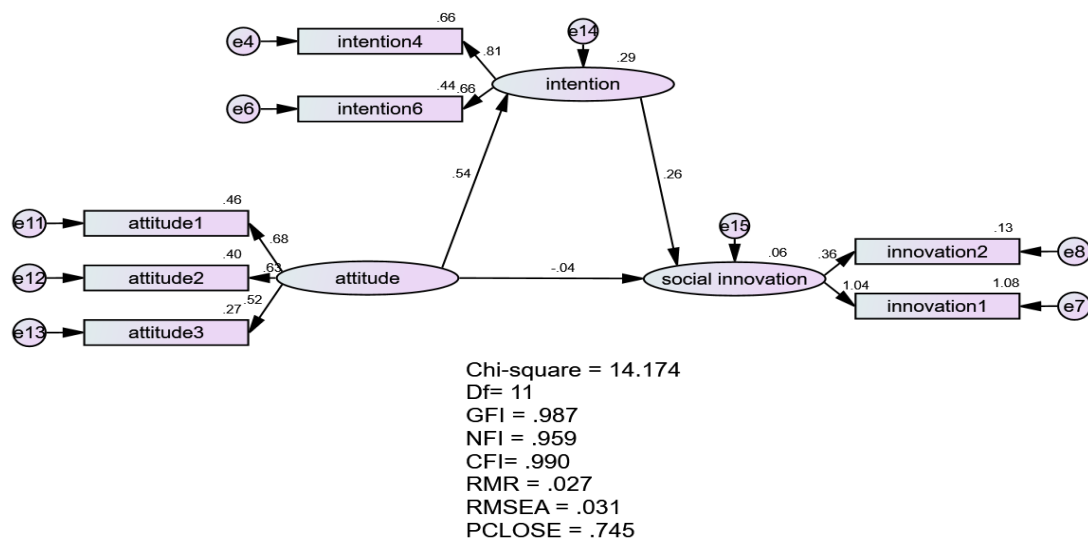 .66
e14
e4
intention4
.81
.29
intention
.44
.66
e6
intention6
.54
.26
.46
e11
attitude1
.68
e15
.40
.06
.13
e12
attitude2
.63
attitude
-.04
social innovation
.36
innovation2
e8
.52
1.04
1.08
.27
e13
attitude3
innovation1
e7
Chi-square = 14.174
Df= 11
GFI = .987
NFI = .959
CFI= .990
RMR = .027
RMSEA = .031
PCLOSE = .745